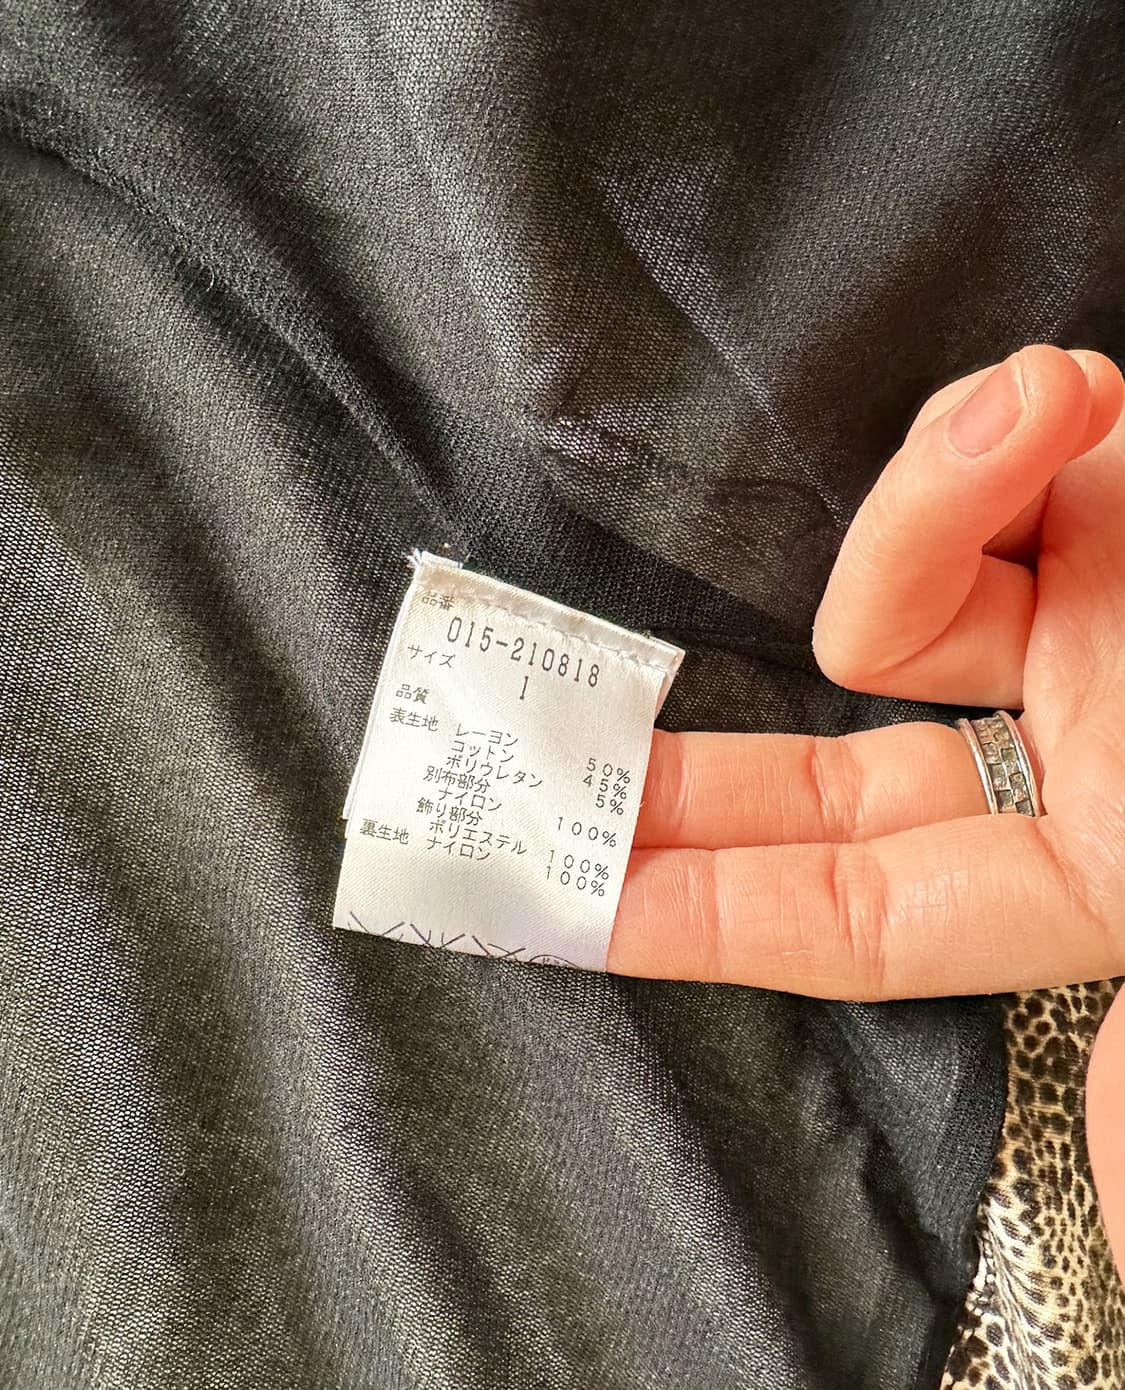 品番
015-210818
サイズ 1
品質
表生地 レーヨン 50%
コットン 45%
ポリウレタン 5%
別布部分
ナイロン 100%
飾り部分
ポリエステル 100%
裏生地 ナイロン 100%